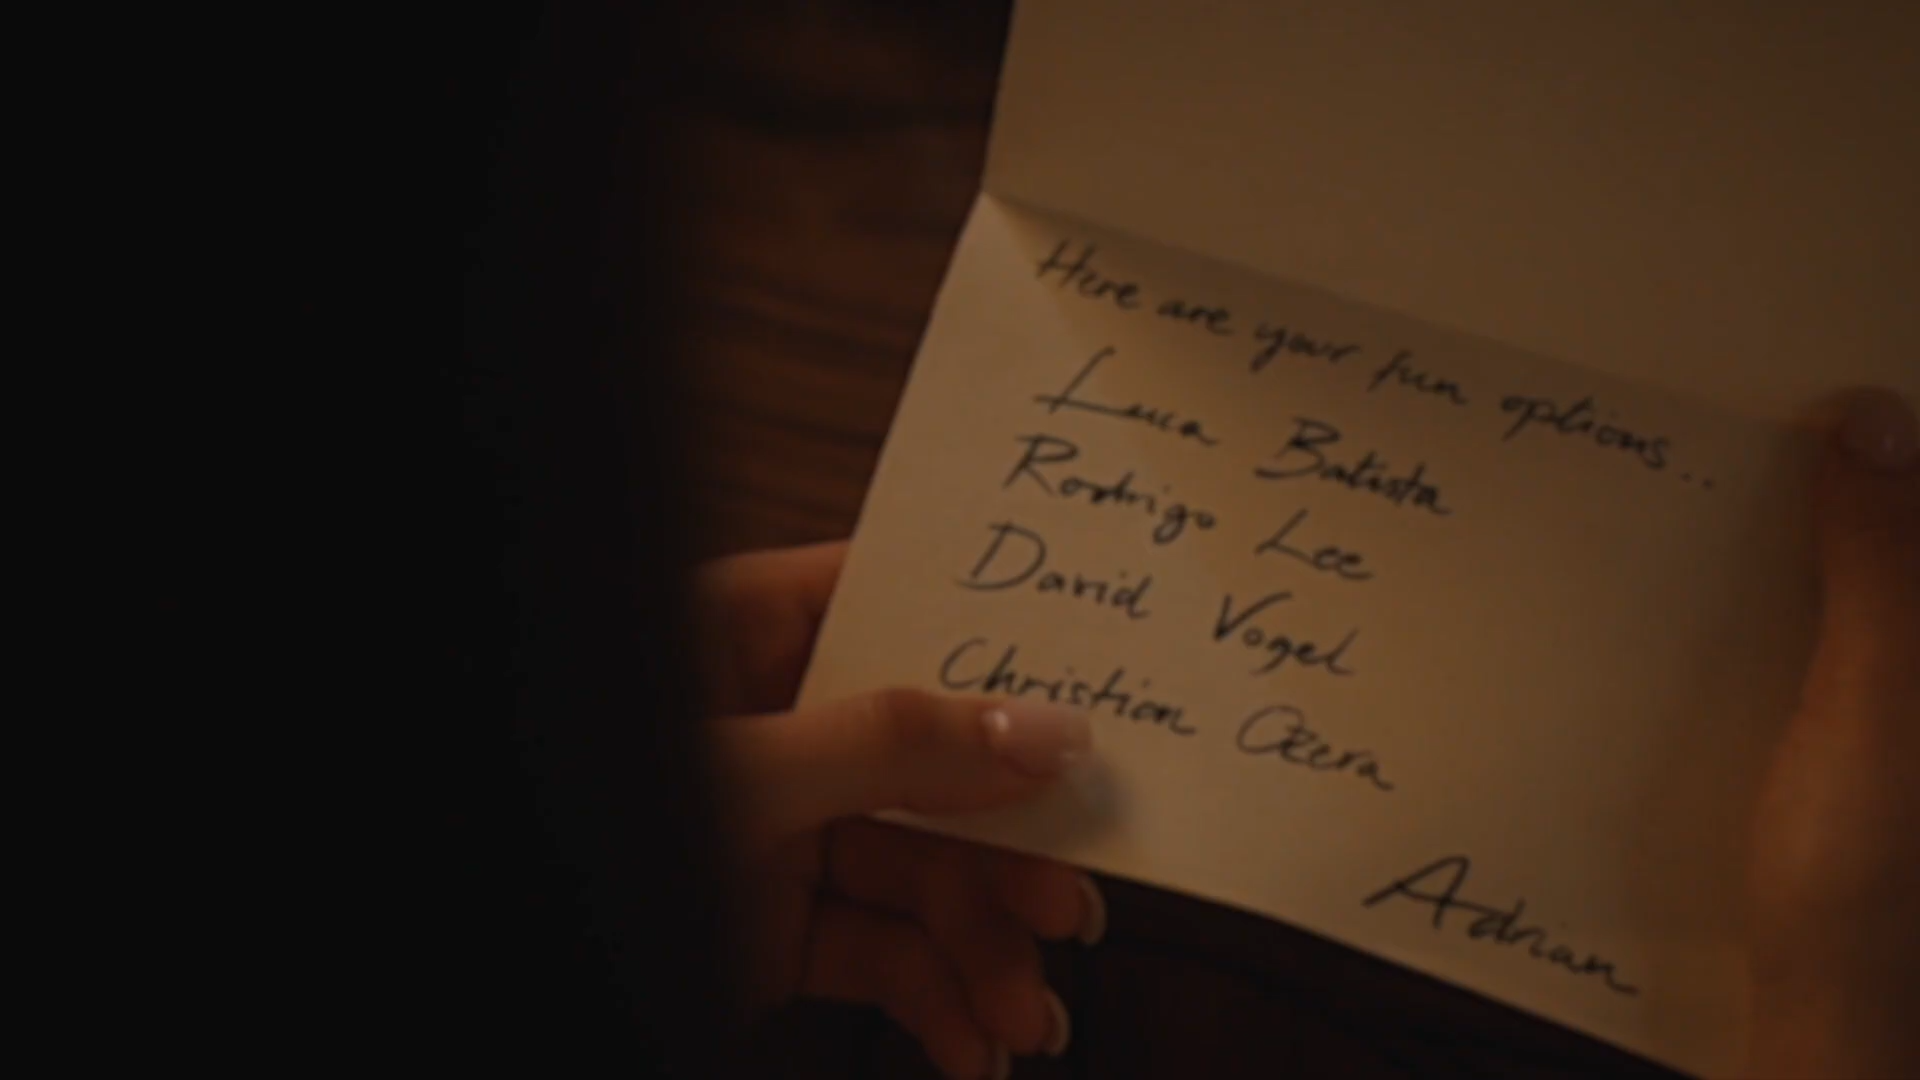 Here are your fun options..
Luca Batista
Rodrigo Lee
David Vogel
Christian Ozera
Adrian